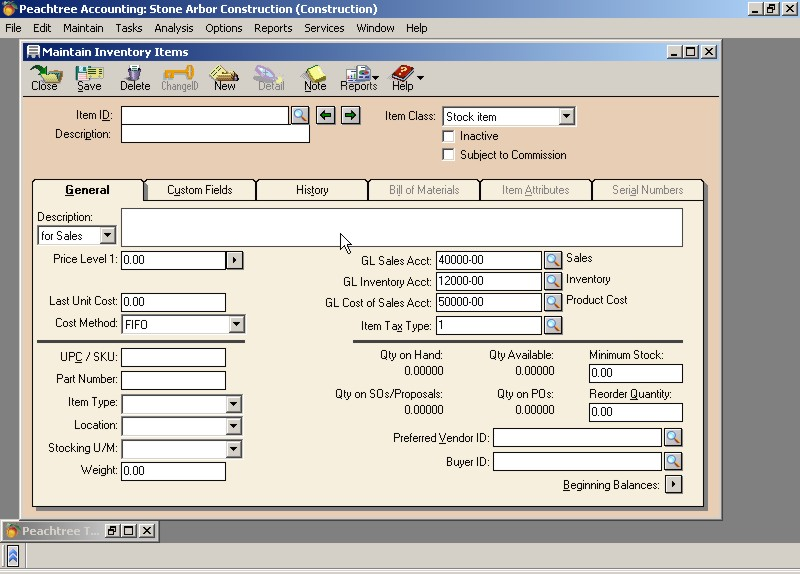 Peachtree Accounting: Stone Arbor Construction (Construction)
File Edit Maintain Tasks Analysis Options Reports Services Window Help
Maintain Inventory Items
Close Save Delete ChangeID New Detail Note Reports Help
Item ID:
Item Class: Stock item
Description:
Inactive
Subject to Commission
General Custom Fields History Bill of Materials Item Attributes Serial Numbers
Description:
for Sales
Price Level 1: 0.00
GL Sales Acct: 40000-00 Sales
GL Inventory Acct: 12000-00 Inventory
Last Unit Cost: 0.00
GL Cost of Sales Acct: 50000-00 Product Cost
Cost Method: FIFO
Item Tax Type: 1
UPC / SKU:
Qty on Hand: Qty Available: Minimum Stock:
0.00000 0.00000 0.00
Part Number:
Qty on SOs/Proposals: Qty on POs: Reorder Quantity:
0.00000 0.00000 0.00
Item Type:
Location:
Preferred Vendor ID:
Stocking U/M:
Buyer ID:
Weight: 0.00
Beginning Balances:
Peachtree T...